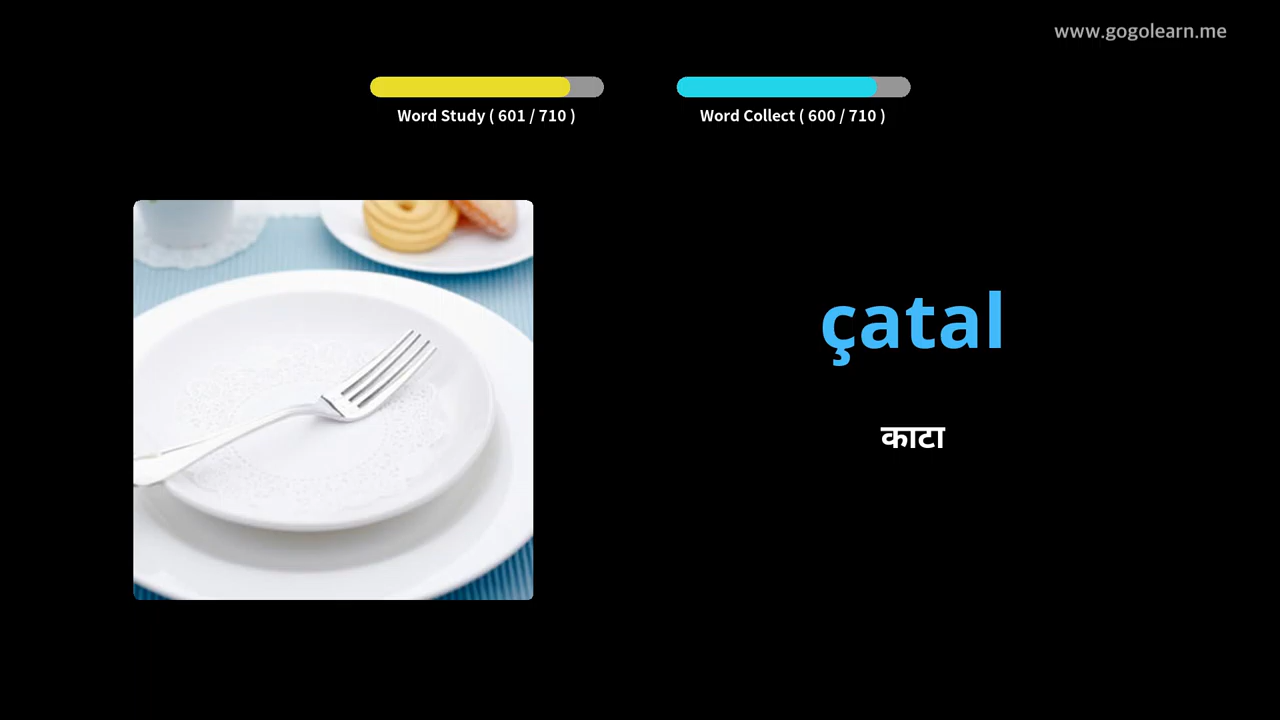 www.gogolearn.me
Word Study ( 601 / 710 )
Word Collect ( 600 / 710 )
çatal
काटा